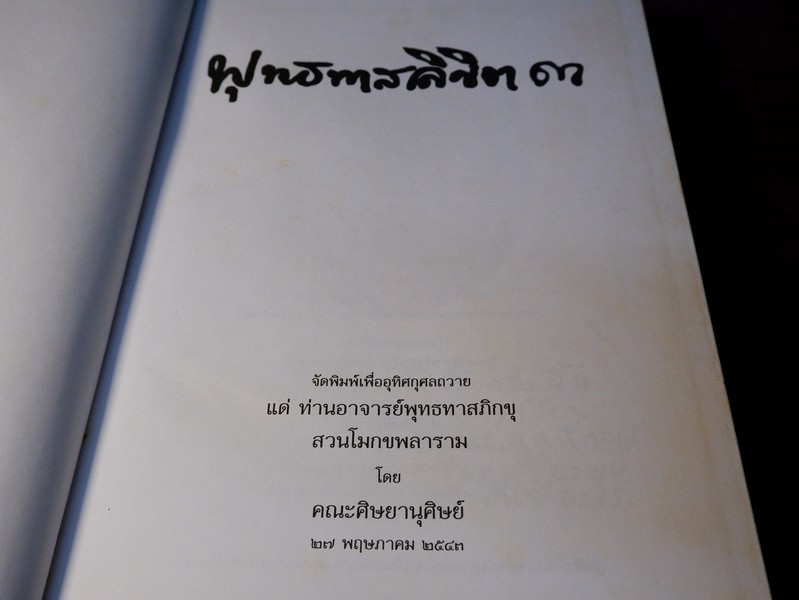 พุทธทาสลิขิต ๓
จัดพิมพ์เพื่ออุทิศกุศลถวาย
แด่ ท่านอาจารย์พุทธทาสภิกขุ
สวนโมกขพลาราม
โดย
คณะศิษยานุศิษย์
๒๗ พฤษภาคม ๒๕๔๓